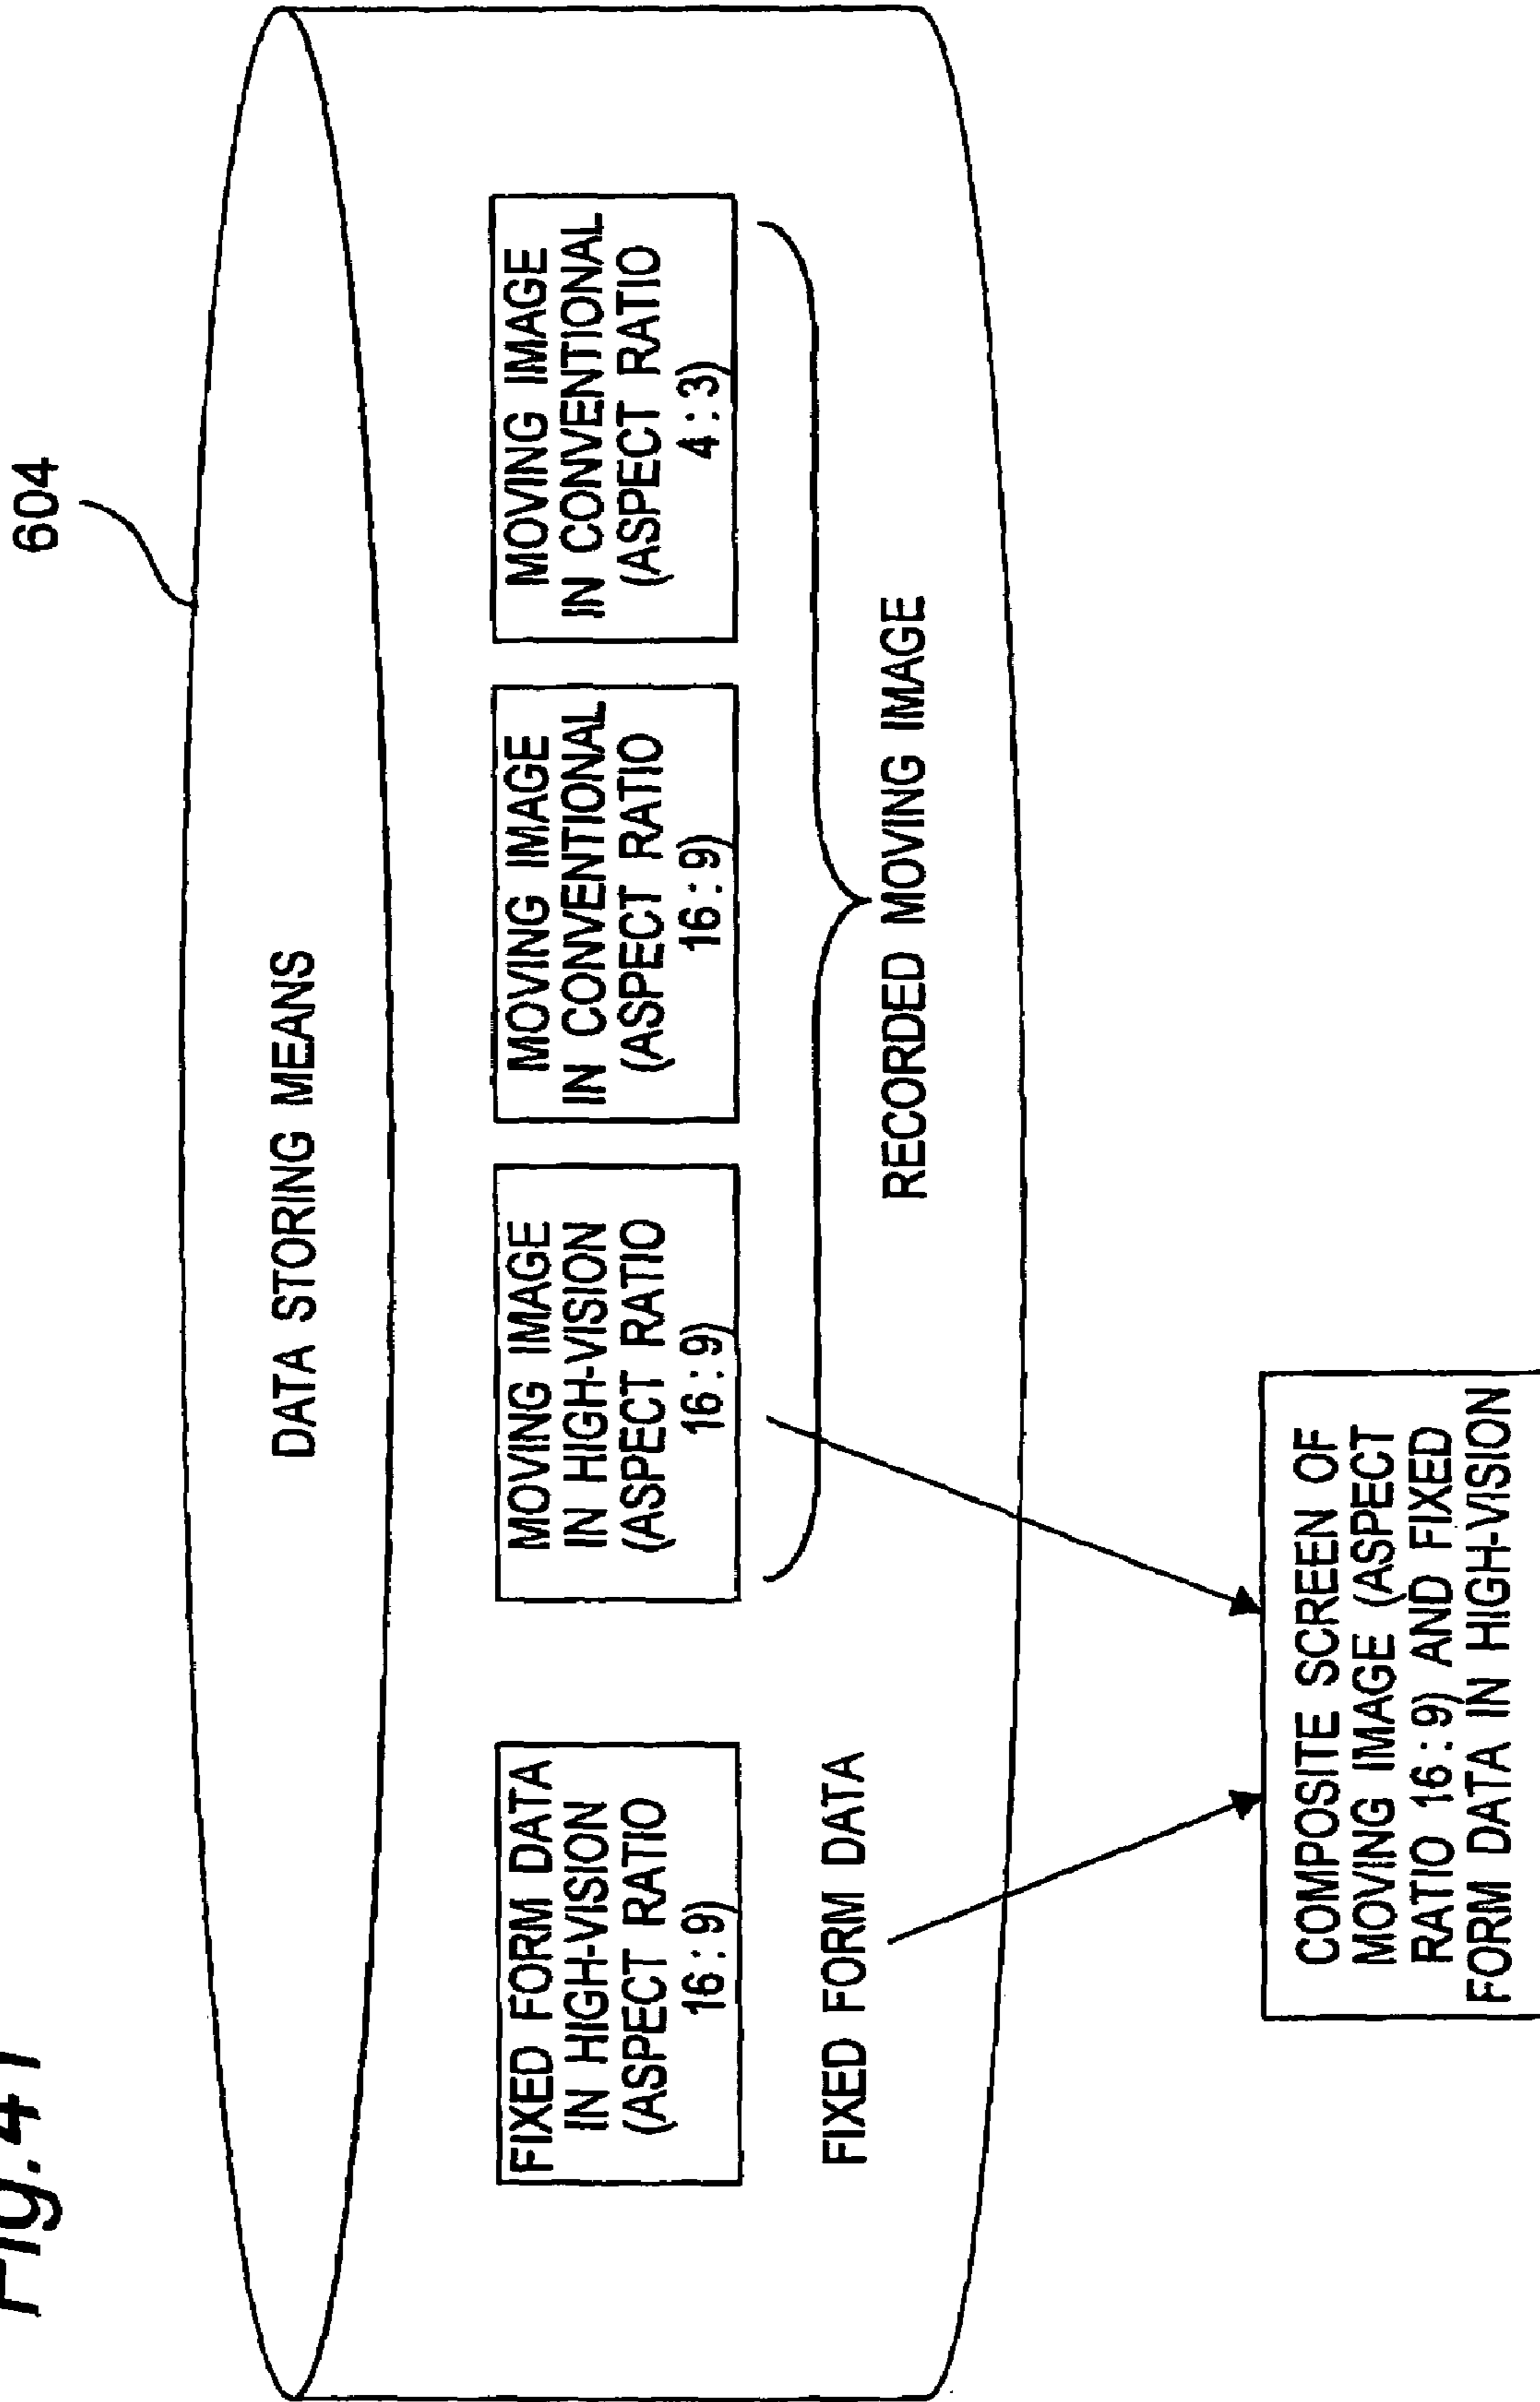 Fig.41
604
DATA STORING MEANS
FIXED FORM DATA
IN HIGH-VISION
(ASPECT RATIO
16:9)
MOVING IMAGE
IN HIGH-VISION
(ASPECT RATIO
16:9)
MOVING IMAGE
IN CONVENTIONAL
(ASPECT RATIO
16:9)
MOVING IMAGE
IN CONVENTIONAL
(ASPECT RATIO
4:3)
FIXED FORM DATA
RECORDED MOVING IMAGE
COMPOSITE SCREEN OF
MOVING IMAGE (ASPECT
RATIO 16:9) AND FIXED
FORM DATA IN HIGH-VISION